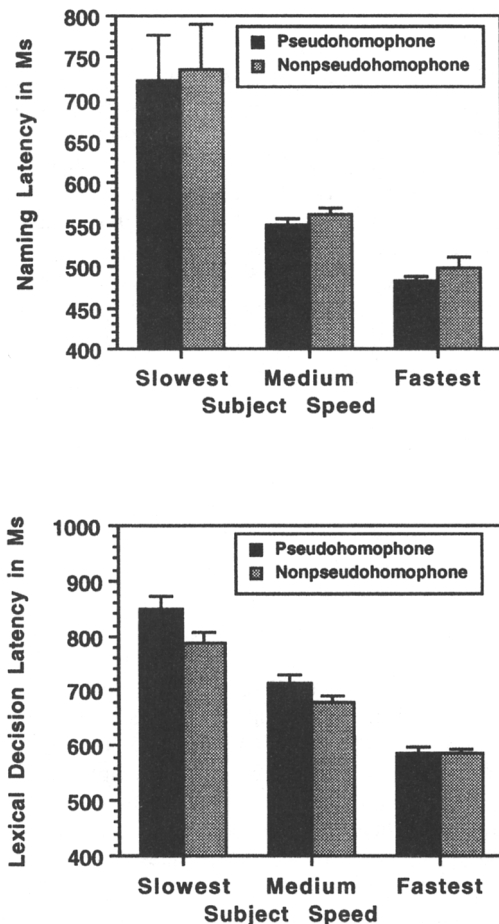 Naming Latency in Ms
800
750
700
650
600
550
500
450
400
Pseudohomophone
Nonpseudohomophone
Slowest Medium Fastest
Subject Speed
Lexical Decision Latency in Ms
1000
900
800
700
600
500
400
Pseudohomophone
Nonpseudohomophone
Slowest Medium Fastest
Subject Speed